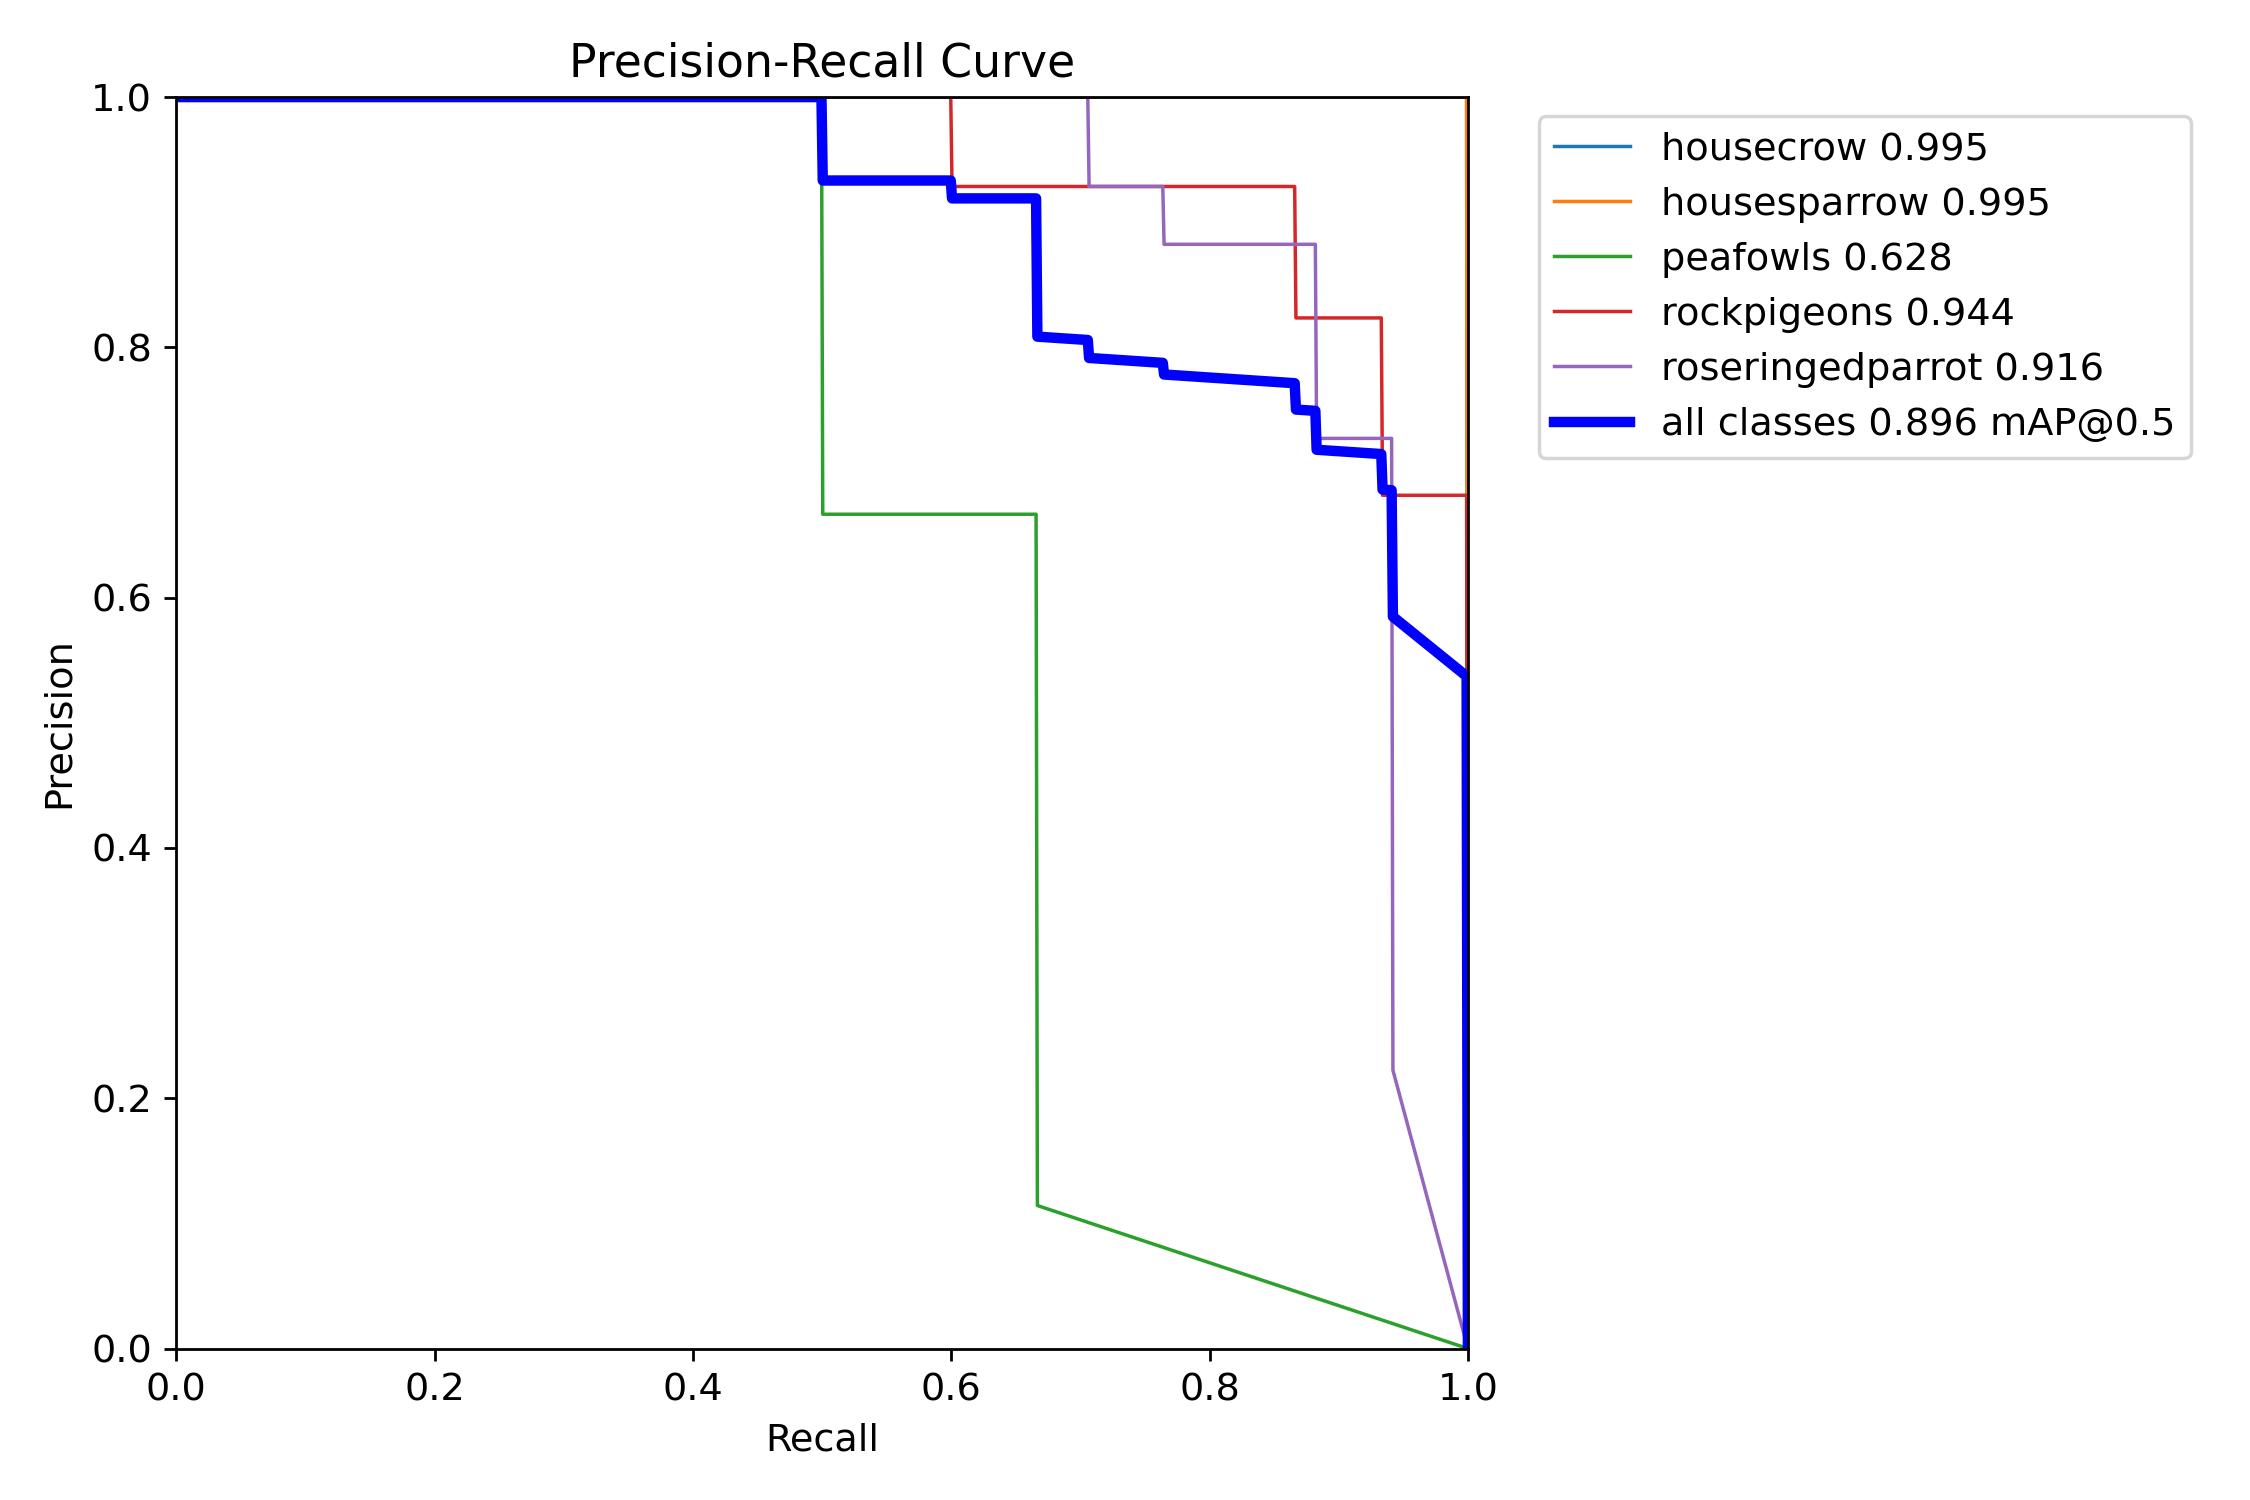 Precision-Recall Curve
1.0
0.8
0.6
0.4
0.2
0.0
Precision
0.0 0.2 0.4 0.6 0.8 1.0
Recall
housecrow 0.995
housesparrow 0.995
peafowls 0.628
rockpigeons 0.944
roseringedparrot 0.916
all classes 0.896 mAP@0.5